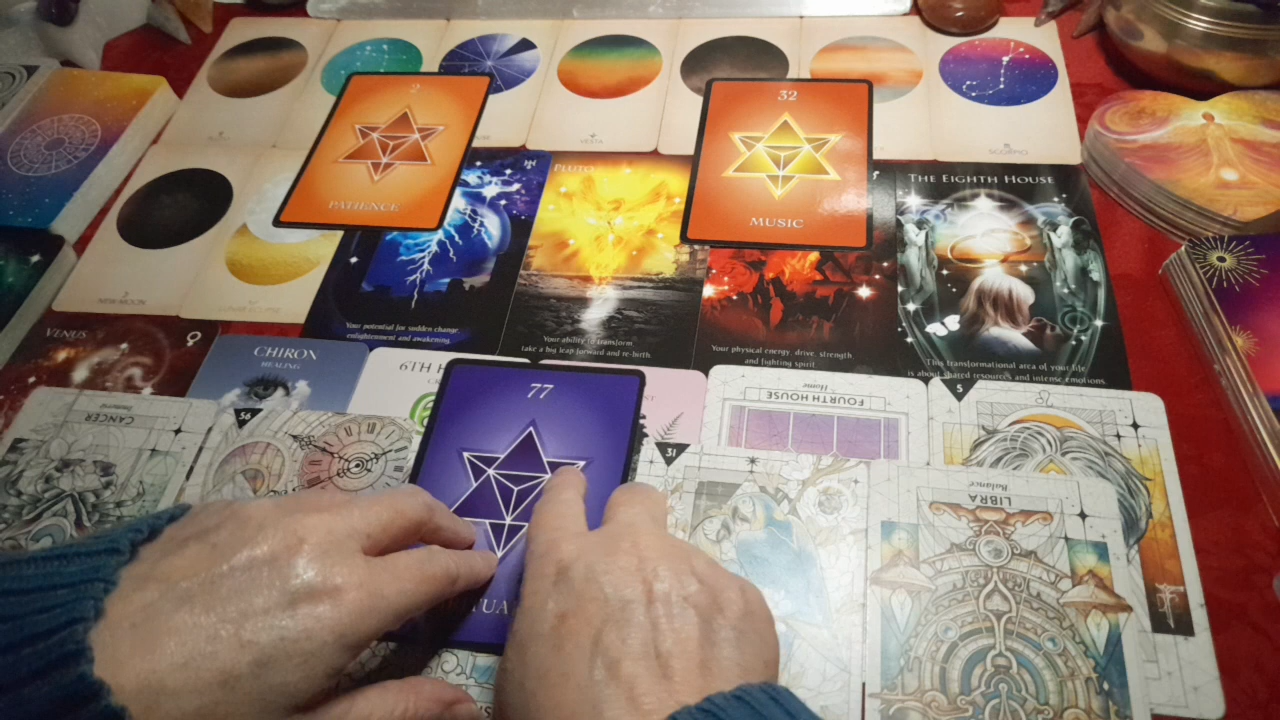 VESTA
SCORPIO
NEW MOON
9
PATIENCE
32
MUSIC
PLUTO
THE EIGHTH HOUSE
Your potential for sudden change,
enlightenment and awakening.
Your ability to transform,
take a big leap forward and re-birth.
Your physical energy, drive, strength
and fighting spirit.
This transformational area of your life
is about shared resources and intense emotions.
VENUS
CHIRON
HEALING
6TH H
77
TUA
Home
FOURTH HOUSE
5
CANCER
56
31
Balance
LIBRA